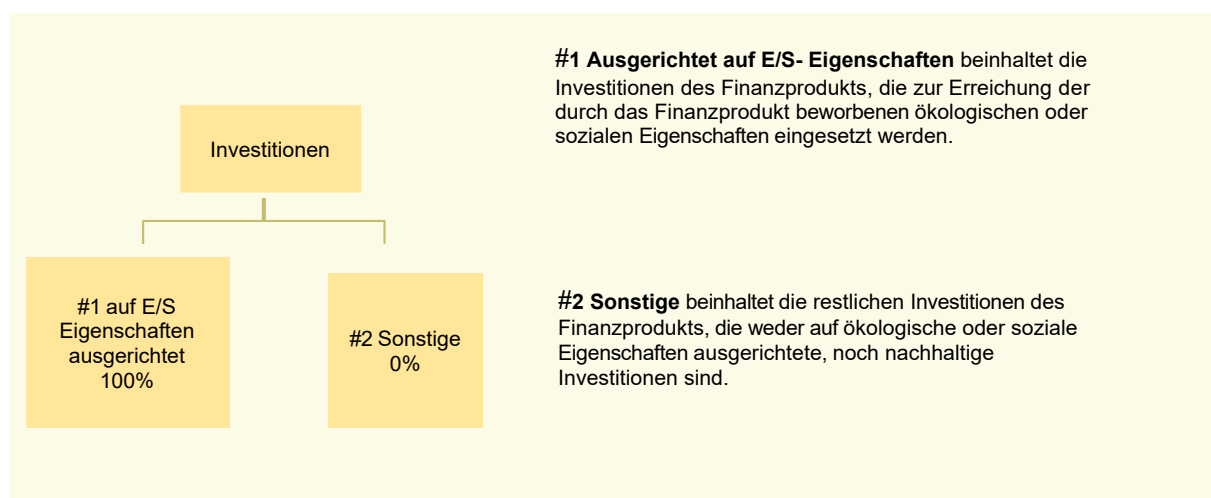 #1 Ausgerichtet auf E/S- Eigenschaften beinhaltet die
Investitionen des Finanzprodukts, die zur Erreichung der
durch das Finanzprodukt beworbenen ökologischen oder
sozialen Eigenschaften eingesetzt werden.
Investitionen
#1 auf E/S
Eigenschaften
ausgerichtet
100%
#2 Sonstige
0%
#2 Sonstige beinhaltet die restlichen Investitionen des
Finanzprodukts, die weder auf ökologische oder soziale
Eigenschaften ausgerichtete, noch nachhaltige
Investitionen sind.